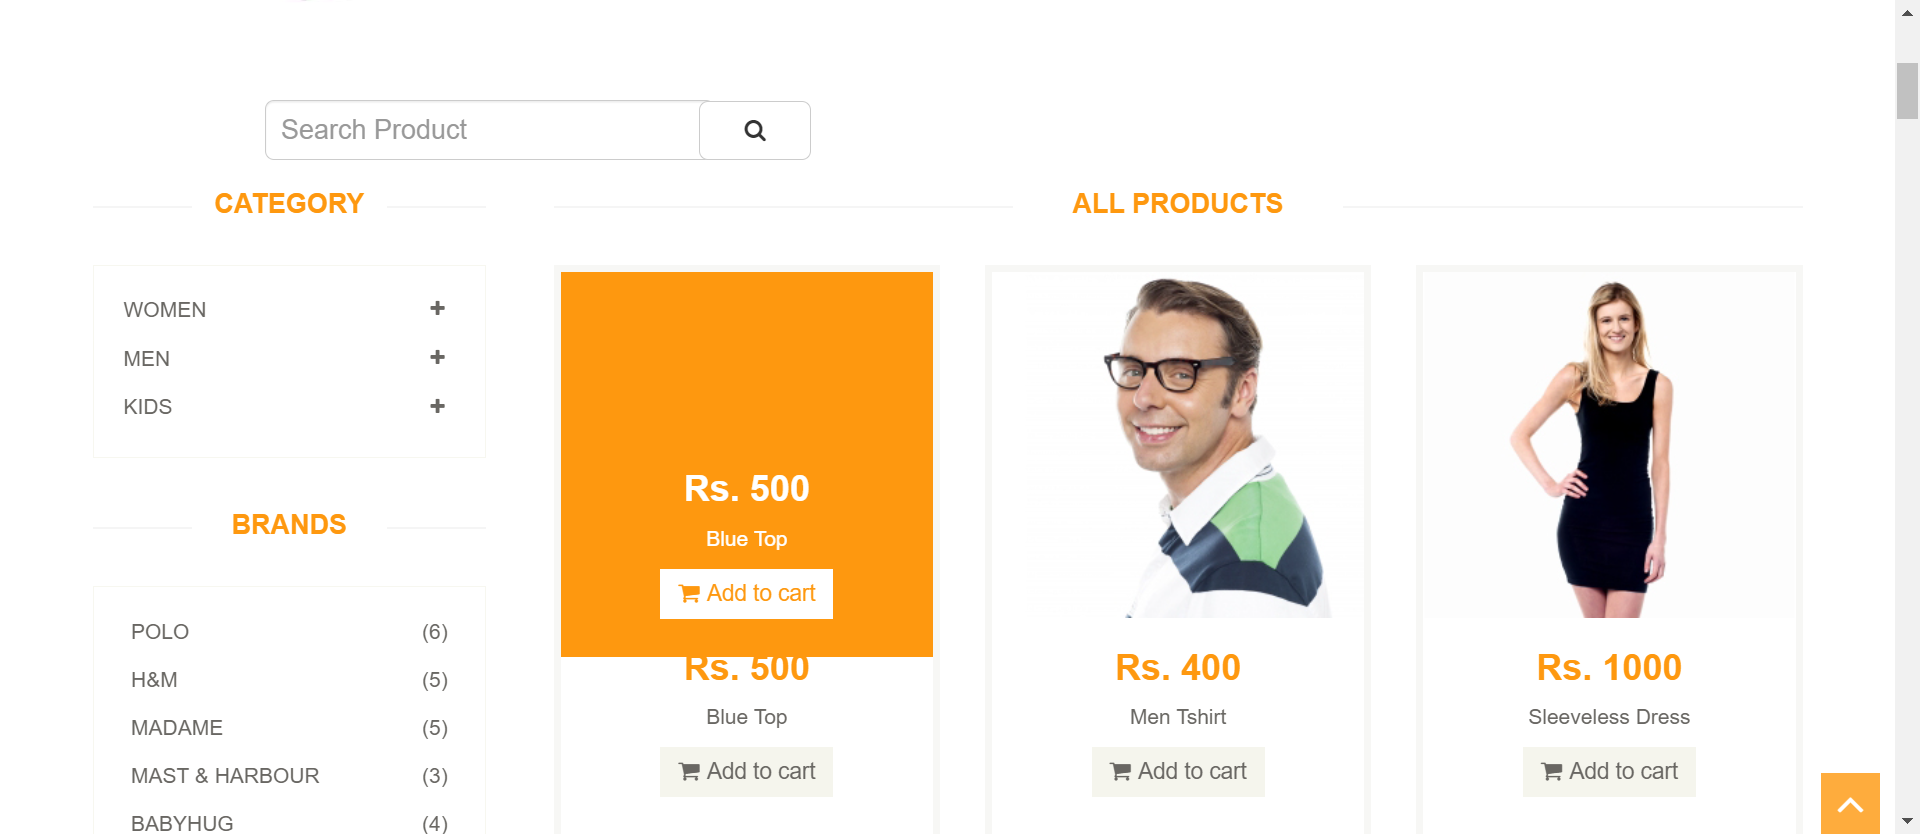 Search Product
CATEGORY
WOMEN
MEN
KIDS
BRANDS
POLO (6)
H&M (5)
MADAME (5)
MAST & HARBOUR (3)
BABYHUG (4)
ALL PRODUCTS
Rs. 500
Blue Top
Add to cart
Rs. 500
Blue Top
Add to cart
Rs. 400
Men Tshirt
Add to cart
Rs. 1000
Sleeveless Dress
Add to cart